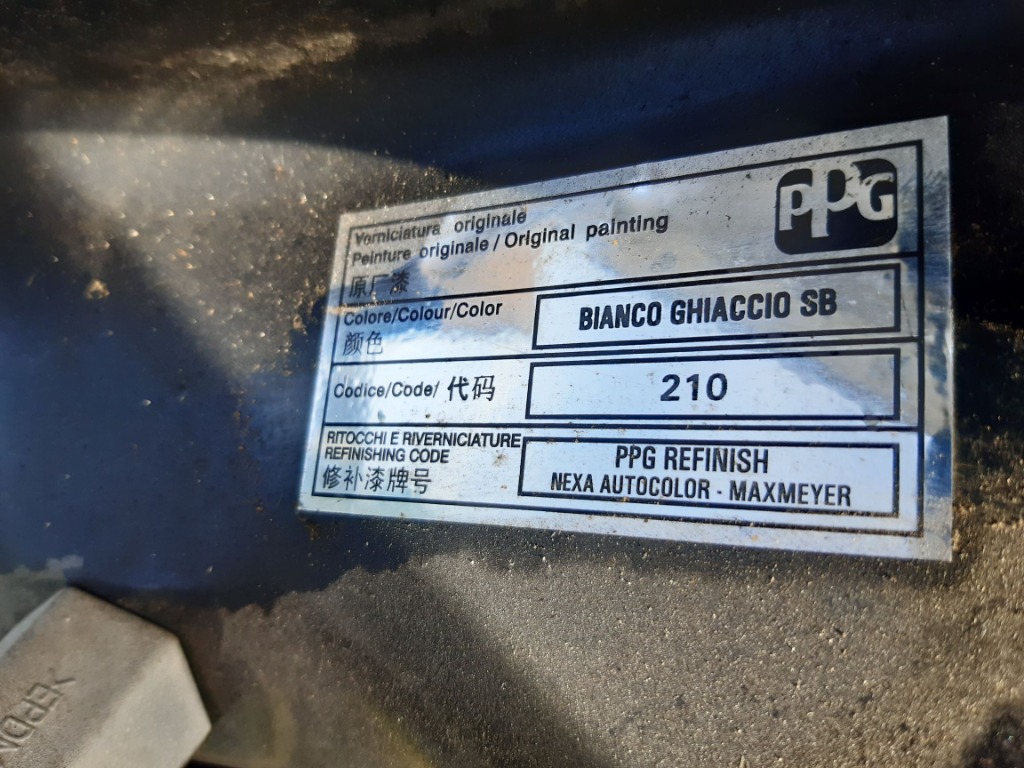 Verniciatura originale
Peinture originale / Original painting
原厂漆
PPG
Colore/Colour/Color
颜色
BIANCO GHIACCIO SB
Codice/Code/ 代码
210
RITOCCHI E RIVERNICIATURE
REFINISHING CODE
修补漆牌号
PPG REFINISH
NEXA AUTOCOLOR - MAXMEYER